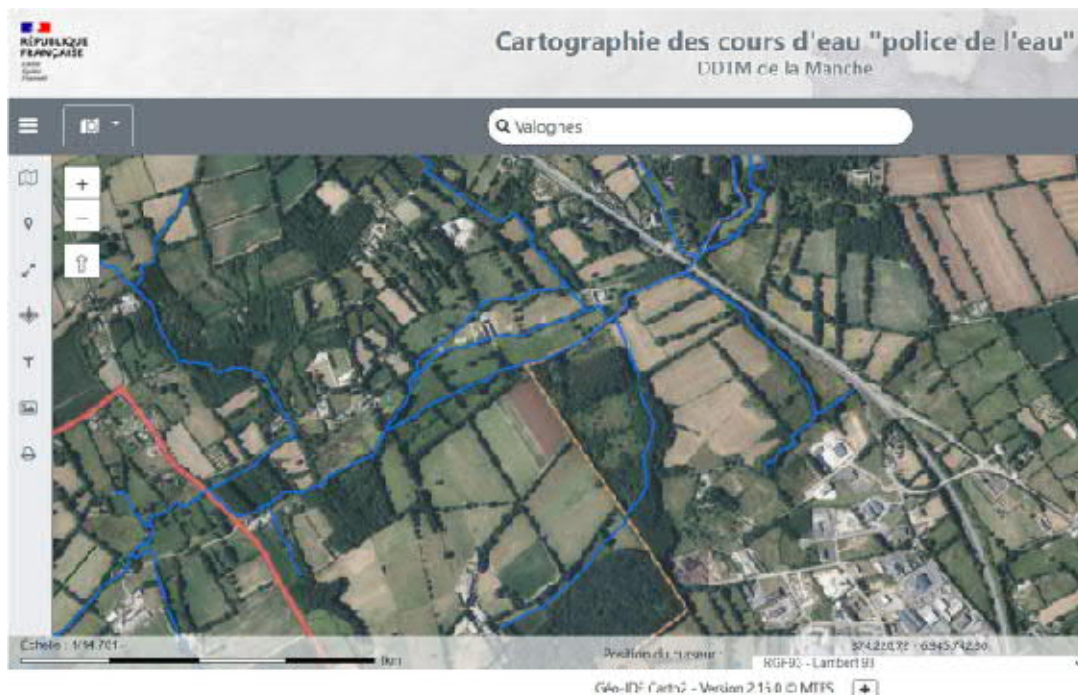 RÉPUBLIQUE
FRANÇAISE
Cartographie des cours d'eau "police de l'eau"
DDTM de la Manche
Valognes
+
T
1km
Position du curseur :
RGF93 - Lambert 93
Géo-IDE Carto2 - Version 2.15.0 © MTES